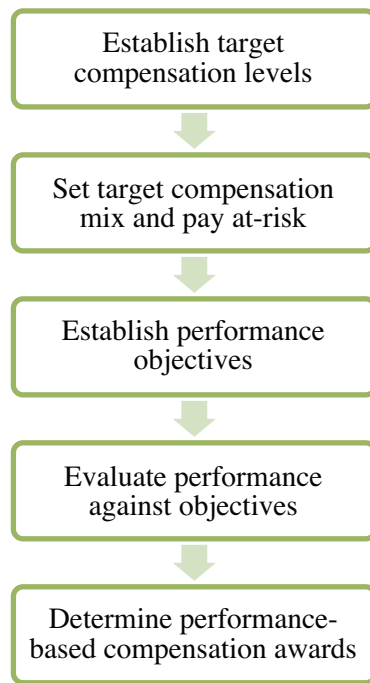 Establish target
compensation levels
Set target compensation
mix and pay at-risk
Establish performance
objectives
Evaluate performance
against objectives
Determine performance-
based compensation awards